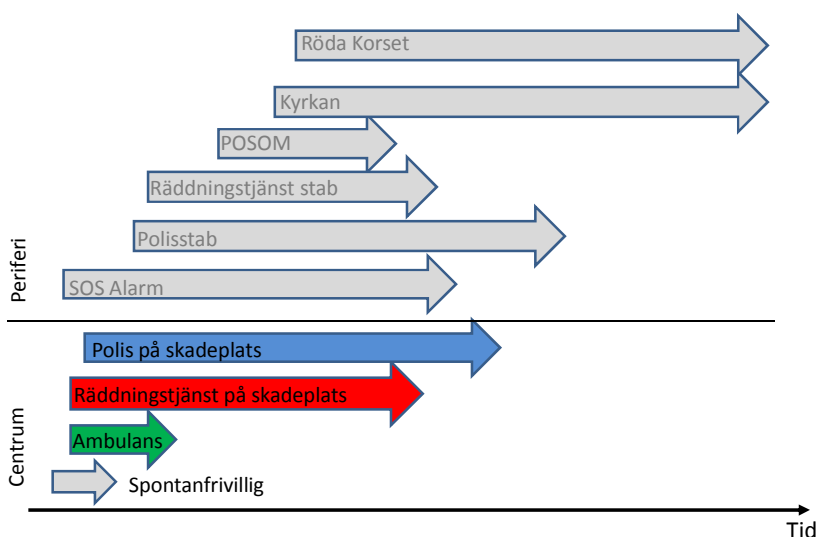 Röda Korset
Kyrkan
POSOM
Räddningstjänst stab
Polisstab
SOS Alarm
Periferi
Polis på skadeplats
Räddningstjänst på skadeplats
Ambulans
Spontanfrivillig
Centrum
Tid